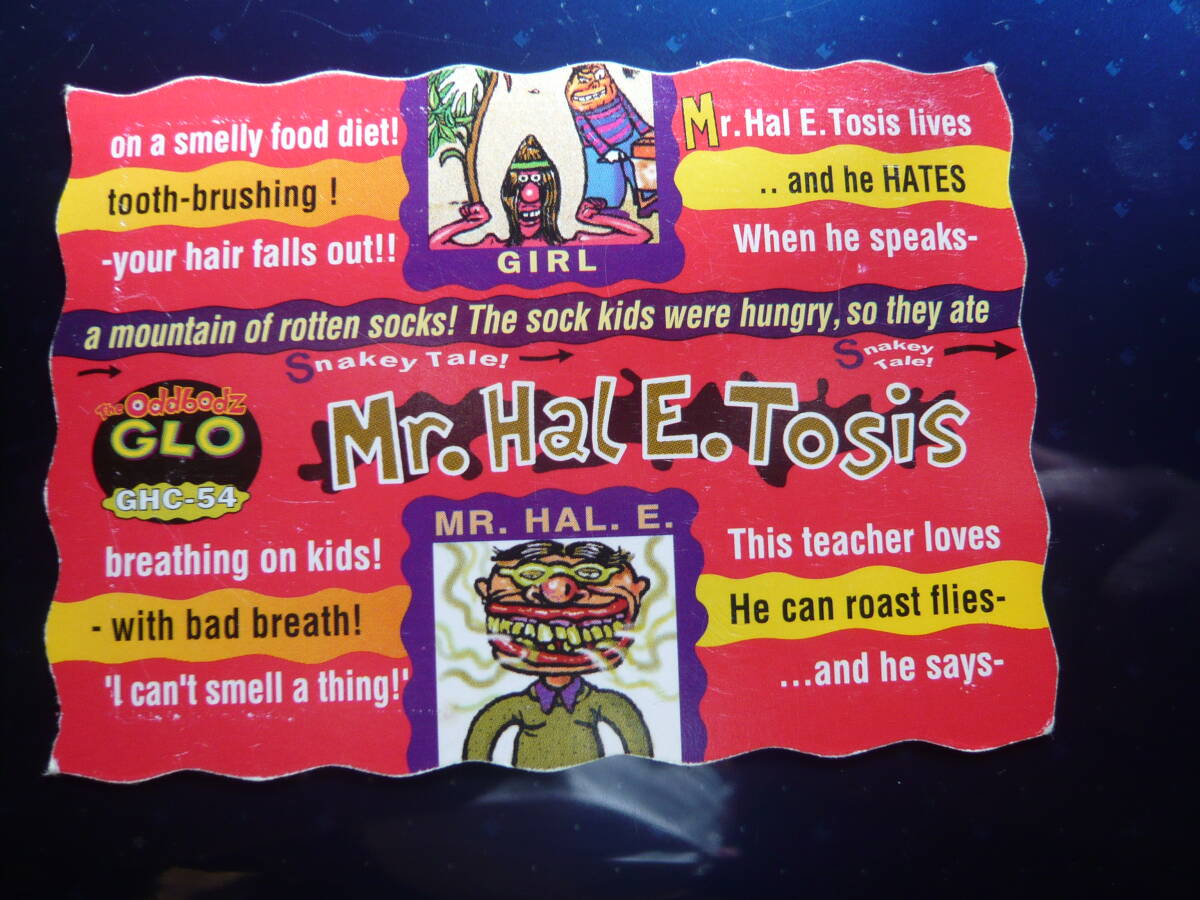 on a smelly food diet!
tooth-brushing !
-your hair falls out!!
GIRL
Mr. Hal E. Tosis lives
.. and he HATES
When he speaks-
a mountain of rotten socks! The sock kids were hungry, so they ate
Snakey Tale!
Snakey
Tale!
The Oddbodz
GLO
GHC-54
Mr. Hal E. Tosis
breathing on kids!
- with bad breath!
'I can't smell a thing!'
MR. HAL. E.
This teacher loves
He can roast flies-
...and he says-